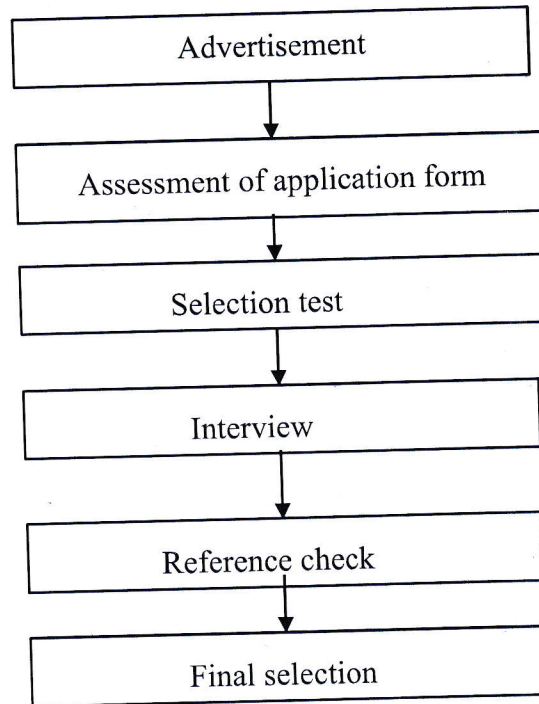 Advertisement
Assessment of application form
Selection test
Interview
Reference check
Final selection